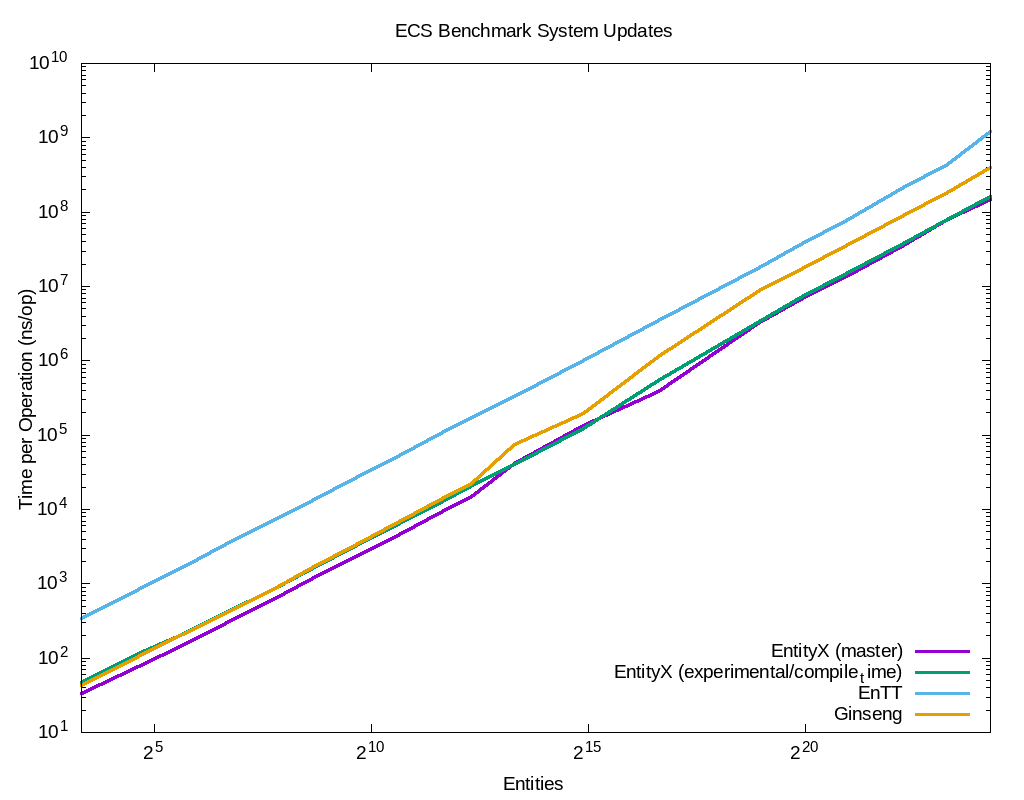 ECS Benchmark System Updates
10^10
10^9
10^8
10^7
10^6
10^5
10^4
10^3
10^2
10^1
Time per Operation (ns/op)
EntityX (master)
EntityX (experimental/compile_time)
EnTT
Ginseng
2^5 2^10 2^15 2^20
Entities